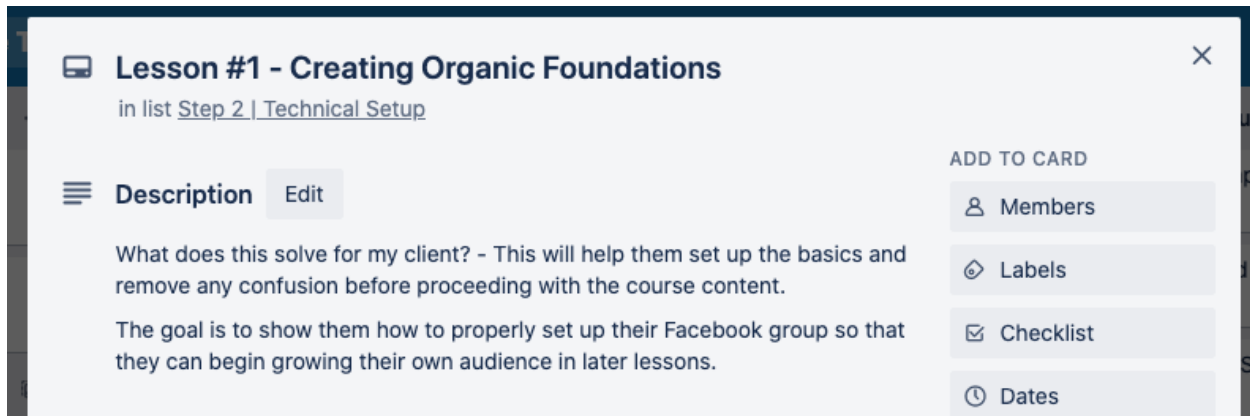 Lesson #1 - Creating Organic Foundations
in list Step 2 | Technical Setup
Description Edit
What does this solve for my client? - This will help them set up the basics and
remove any confusion before proceeding with the course content.
The goal is to show them how to properly set up their Facebook group so that
they can begin growing their own audience in later lessons.
ADD TO CARD
Members
Labels
Checklist
Dates